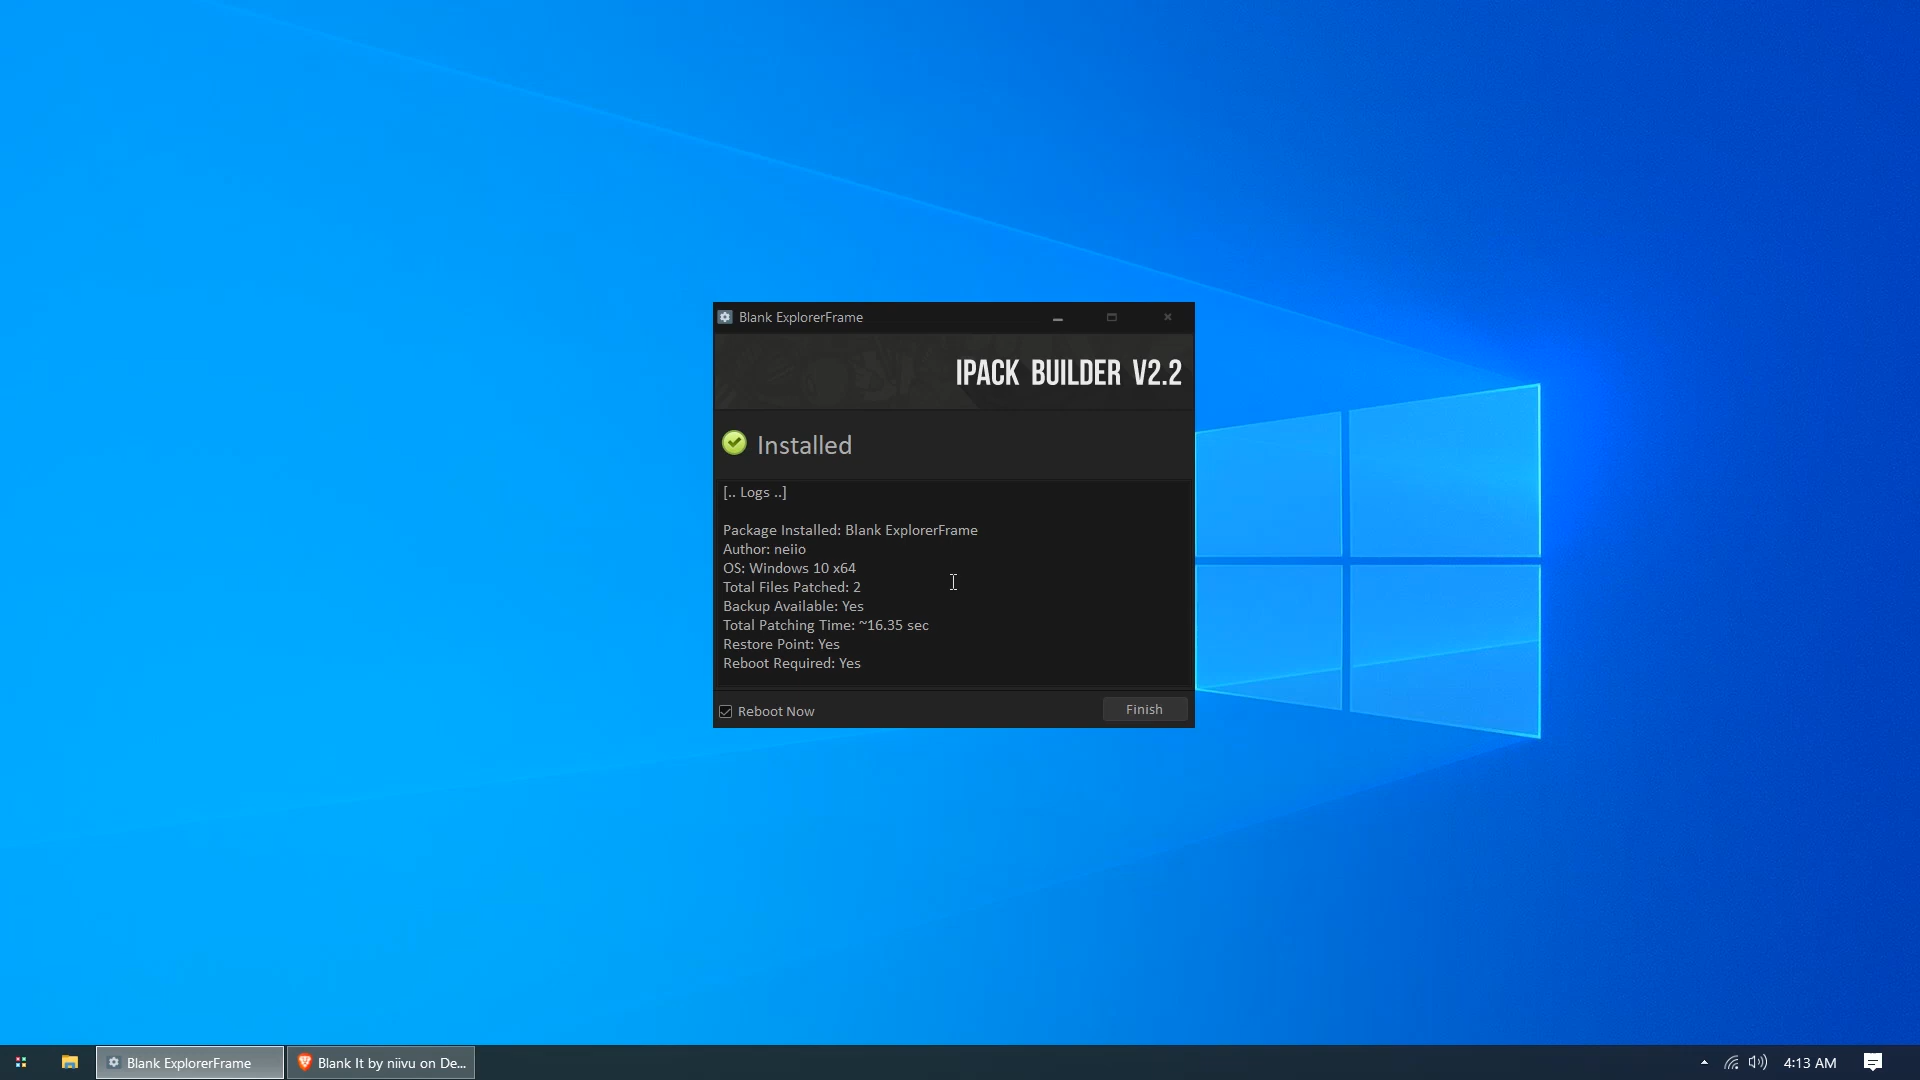 Blank ExplorerFrame
IPACK BUILDER V2.2
Installed
[.. Logs ..]
Package Installed: Blank ExplorerFrame
Author: neiio
OS: Windows 10 x64
Total Files Patched: 2
Backup Available: Yes
Total Patching Time: ~16.35 sec
Restore Point: Yes
Reboot Required: Yes
Reboot Now
Finish
Blank ExplorerFrame
Blank It by niivu on De...
4:13 AM